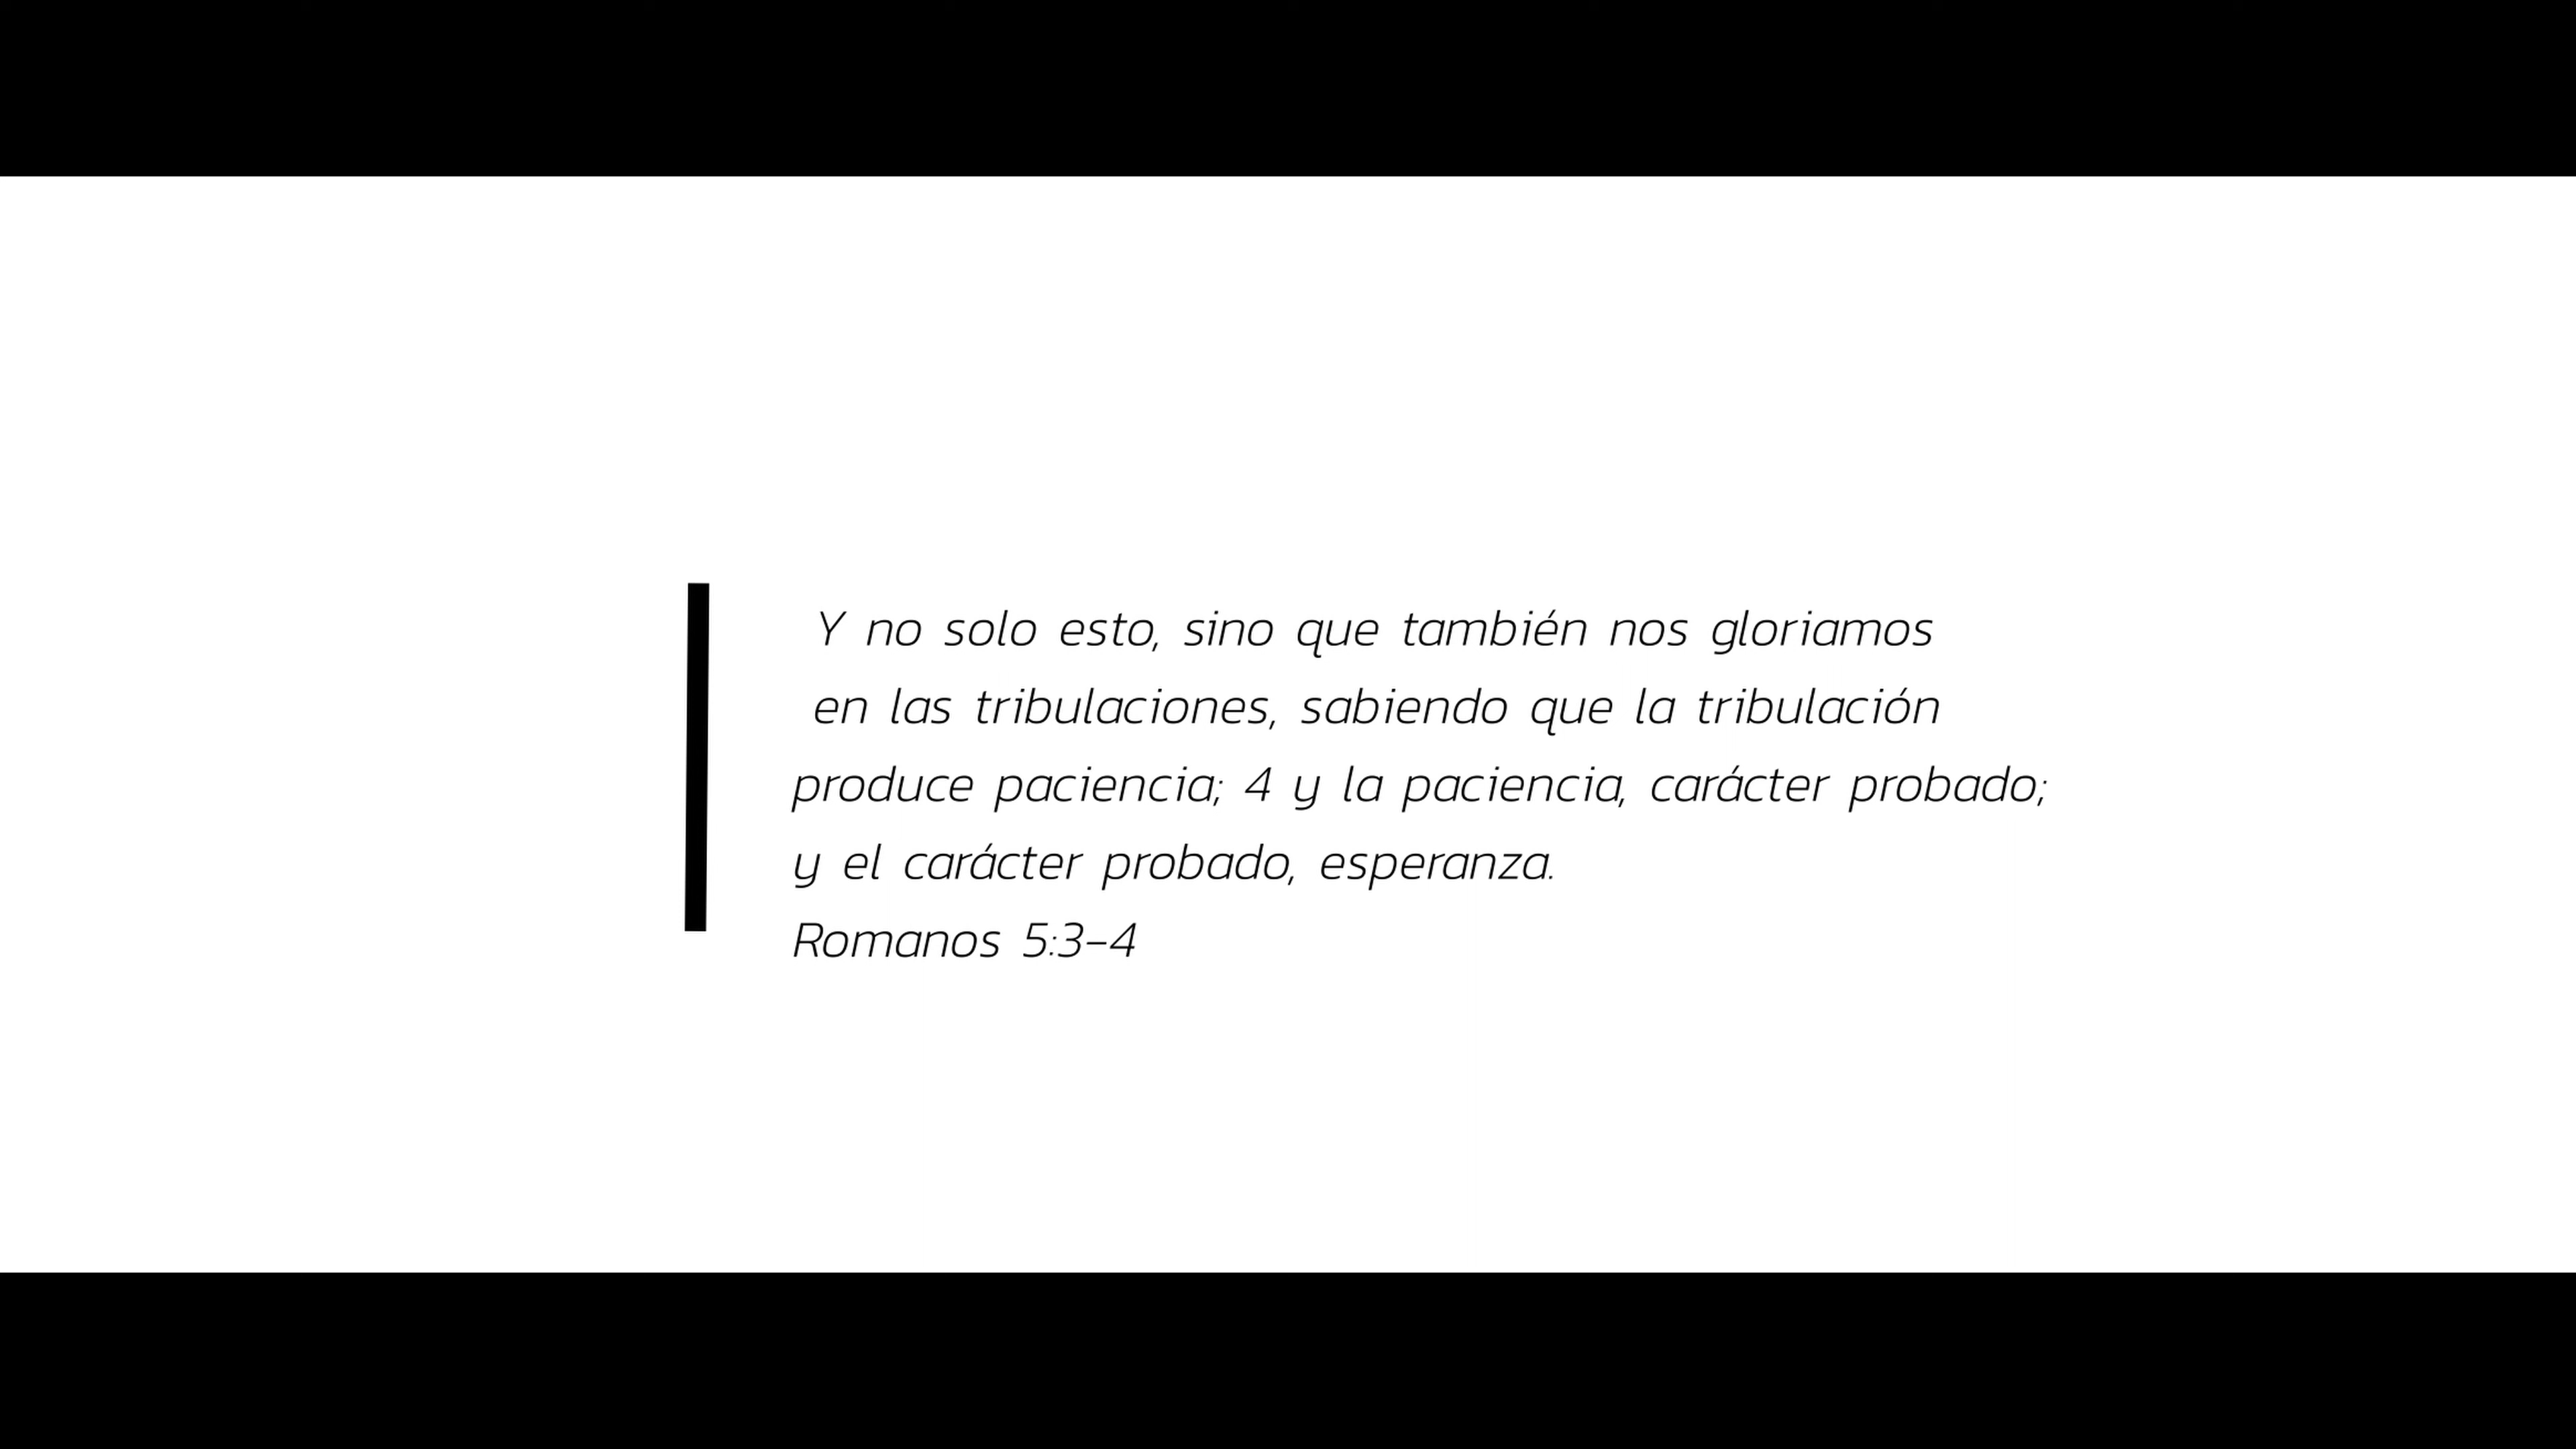 Y no solo esto, sino que también nos gloriamos
en las tribulaciones, sabiendo que la tribulación
produce paciencia; 4 y la paciencia, carácter probado;
y el carácter probado, esperanza.
Romanos 5:3–4